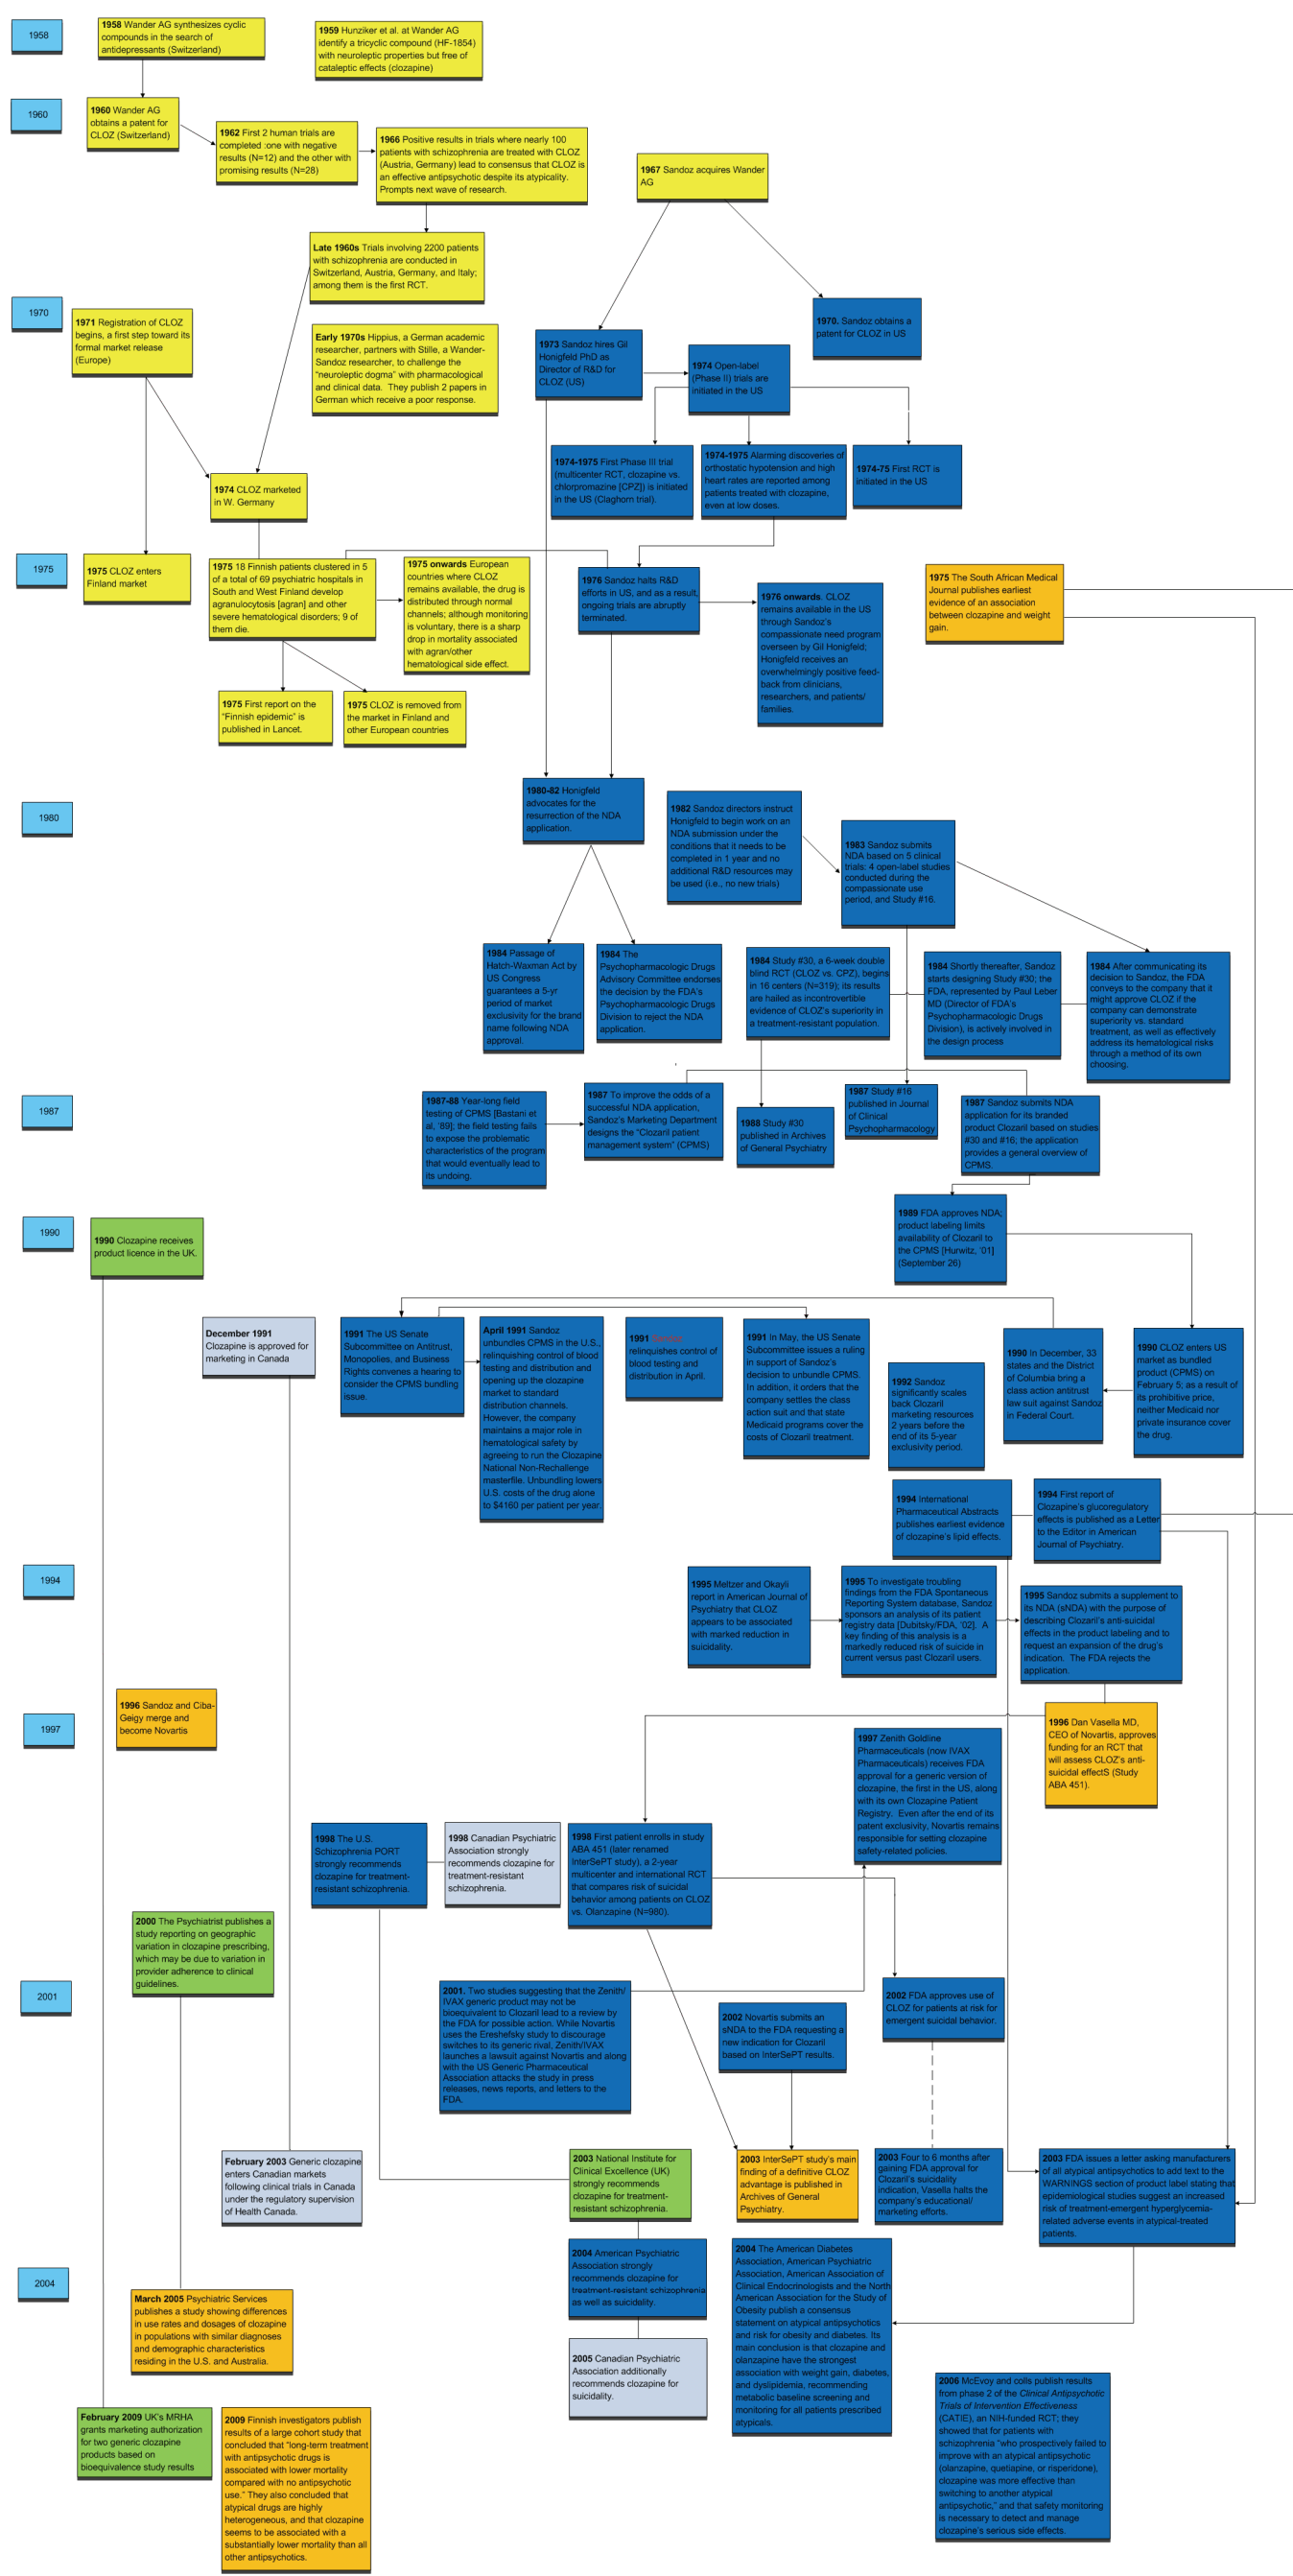 1958
1958 Wander AG synthesizes cyclic
compounds in the search of
antidepressants (Switzerland)
1959 Hunziker et al. at Wander AG
identify a tricyclic compound (HF-1854)
with neuroleptic properties but free of
cataleptic effects (clozapine)
1960
1960 Wander AG
obtains a patent for
CLOZ (Switzerland)
1962 First 2 human trials are
completed :one with negative
results (N=12) and the other with
promising results (N=28)
1966 Positive results in trials where nearly 100
patients with schizophrenia are treated with CLOZ
(Austria, Germany) lead to consensus that CLOZ is
an effective antipsychotic despite its atypicality.
Prompts next wave of research.
1967 Sandoz acquires Wander
AG
Late 1960s Trials involving 2200 patients
with schizophrenia are conducted in
Switzerland, Austria, Germany, and Italy;
among them is the first RCT.
1970
1971 Registration of CLOZ
begins, a first step toward its
formal market release
(Europe)
Early 1970s Hippius, a German academic
researcher, partners with Stille, a Wander-
Sandoz researcher, to challenge the
“neuroleptic dogma” with pharmacological
and clinical data. They publish 2 papers in
German which receive a poor response.
1973 Sandoz hires Gil
Honigfeld PhD as
Director of R&D for
CLOZ (US)
1970. Sandoz obtains a
patent for CLOZ in US
1974 Open-label
(Phase II) trials are
initiated in the US
1974-1975 First Phase III trial
(multicenter RCT, clozapine vs.
chlorpromazine [CPZ]) is initiated
in the US (Claghorn trial).
1974-1975 Alarming discoveries of
orthostatic hypotension and high
heart rates are reported among
patients treated with clozapine,
even at low doses.
1974-75 First RCT is
initiated in the US
1974 CLOZ marketed
in W. Germany
1975
1975 CLOZ enters
Finland market
1975 18 Finnish patients clustered in 5
of a total of 69 psychiatric hospitals in
South and West Finland develop
agranulocytosis [agran] and other
severe hematological disorders; 9 of
them die.
1975 onwards European
countries where CLOZ
remains available, the drug is
distributed through normal
channels; although monitoring
is voluntary, there is a sharp
drop in mortality associated
with agran/other
hematological side effect.
1976 Sandoz halts R&D
efforts in US, and as a result,
ongoing trials are abruptly
terminated.
1976 onwards. CLOZ
remains available in the US
through Sandoz's
compassionate need program
overseen by Gil Honigfeld;
Honigfeld receives an
overwhelmingly positive feed-
back from clinicians,
researchers, and patients/
families.
1975 The South African Medical
Journal publishes earliest
evidence of an association
between clozapine and weight
gain.
1975 First report on the
“Finnish epidemic” is
published in Lancet.
1975 CLOZ is removed from
the market in Finland and
other European countries
1980
1980-82 Honigfeld
advocates for the
resurrection of the NDA
application.
1982 Sandoz directors instruct
Honigfeld to begin work on an
NDA submission under the
conditions that it needs to be
completed in 1 year and no
additional R&D resources may
be used (i.e., no new trials)
1983 Sandoz submits
NDA based on 5 clinical
trials: 4 open-label studies
conducted during the
compassionate use
period, and Study #16.
1984 Passage of
Hatch-Waxman Act by
US Congress
guarantees a 5-yr
period of market
exclusivity for the brand
name following NDA
approval.
1984 The
Psychopharmacologic Drugs
Advisory Committee endorses
the decision by the FDA's
Psychopharmacologic Drugs
Division to reject the NDA
application.
1984 Study #30, a 6-week double
blind RCT (CLOZ vs. CPZ), begins
in 16 centers (N=319); its results
are hailed as incontrovertible
evidence of CLOZ's superiority in
a treatment-resistant population.
1984 Shortly thereafter, Sandoz
starts designing Study #30; the
FDA, represented by Paul Leber
MD (Director of FDA's
Psychopharmacologic Drugs
Division), is actively involved in
the design process
1984 After communicating its
decision to Sandoz, the FDA
conveys to the company that it
might approve CLOZ if the
company can demonstrate
superiority vs. standard
treatment, as well as effectively
address its hematological risks
through a method of its own
choosing.
1987
1987-88 Year-long field
testing of CPMS [Bastani et
al, '89]; the field testing fails
to expose the problematic
characteristics of the program
that would eventually lead to
its undoing.
1987 To improve the odds of a
successful NDA application,
Sandoz's Marketing Department
designs the “Clozaril patient
management system” (CPMS)
1988 Study #30
published in Archives
of General Psychiatry
1987 Study #16
published in Journal
of Clinical
Psychopharmacology
1987 Sandoz submits NDA
application for its branded
product Clozaril based on studies
#30 and #16; the application
provides a general overview of
CPMS.
1990
1990 Clozapine receives
product licence in the UK.
1989 FDA approves NDA;
product labeling limits
availability of Clozaril to
the CPMS [Hurwitz, '01]
(September 26)
December 1991
Clozapine is approved for
marketing in Canada
1991 The US Senate
Subcommittee on Antitrust,
Monopolies, and Business
Rights convenes a hearing to
consider the CPMS bundling
issue.
April 1991 Sandoz
unbundles CPMS in the U.S.,
relinquishing control of blood
testing and distribution and
opening up the clozapine
market to standard
distribution channels.
However, the company
maintains a major role in
hematological safety by
agreeing to run the Clozapine
National Non-Rechallenge
masterfile. Unbundling lowers
U.S. costs of the drug alone
to $4160 per patient per year.
1991
relinquishes control of
blood testing and
distribution in April.
1991 In May, the US Senate
Subcommittee issues a ruling
in support of Sandoz's
decision to unbundle CPMS.
In addition, it orders that the
company settles the class
action suit and that state
Medicaid programs cover the
costs of Clozaril treatment.
1992 Sandoz
significantly scales
back Clozaril
marketing resources
2 years before the
end of its 5-year
exclusivity period.
1990 In December, 33
states and the District
of Columbia bring a
class action antitrust
law suit against Sandoz
in Federal Court.
1990 CLOZ enters US
market as bundled
product (CPMS) on
February 5; as a result of
its prohibitive price,
neither Medicaid nor
private insurance cover
the drug.
1994 International
Pharmaceutical Abstracts
publishes earliest evidence
of clozapine's lipid effects.
1994 First report of
Clozapine's glucoregulatory
effects is published as a Letter
to the Editor in American
Journal of Psychiatry.
1994
1995 Meltzer and Okayli
report in American Journal of
Psychiatry that CLOZ
appears to be associated
with marked reduction in
suicidality.
1995 To investigate troubling
findings from the FDA Spontaneous
Reporting System database, Sandoz
sponsors an analysis of its patient
registry data [Dubitsky/FDA, '02]. A
key finding of this analysis is a
markedly reduced risk of suicide in
current versus past Clozaril users.
1995 Sandoz submits a supplement to
its NDA (sNDA) with the purpose of
describing Clozaril's anti-suicidal
effects in the product labeling and to
request an expansion of the drug's
indication. The FDA rejects the
application.
1997
1996 Sandoz and Ciba-
Geigy merge and
become Novartis
1996 Dan Vasella MD,
CEO of Novartis, approves
funding for an RCT that
will assess CLOZ's anti-
suicidal effectS (Study
ABA 451).
1997 Zenith Goldline
Pharmaceuticals (now IVAX
Pharmaceuticals) receives FDA
approval for a generic version of
clozapine, the first in the US, along
with its own Clozapine Patient
Registry. Even after the end of its
patent exclusivity, Novartis remains
responsible for setting clozapine
safety-related policies.
1998 The U.S.
Schizophrenia PORT
strongly recommends
clozapine for treatment-
resistant schizophrenia.
1998 Canadian Psychiatric
Association strongly
recommends clozapine for
treatment-resistant
schizophrenia.
1998 First patient enrolls in study
ABA 451 (later renamed
InterSePT study), a 2-year
multicenter and international RCT
that compares risk of suicidal
behavior among patients on CLOZ
vs. Olanzapine (N=980).
2000 The Psychiatrist publishes a
study reporting on geographic
variation in clozapine prescribing,
which may be due to variation in
provider adherence to clinical
guidelines.
2001
2001. Two studies suggesting that the Zenith/
IVAX generic product may not be
bioequivalent to Clozaril lead to a review by
the FDA for possible action. While Novartis
uses the Ereshefsky study to discourage
switches to its generic rival, Zenith/IVAX
launches a lawsuit against Novartis and along
with the US Generic Pharmaceutical
Association attacks the study in press
releases, news reports, and letters to the
FDA.
2002 Novartis submits an
sNDA to the FDA requesting a
new indication for Clozaril
based on InterSePT results.
2002 FDA approves use of
CLOZ for patients at risk for
emergent suicidal behavior.
February 2003 Generic clozapine
enters Canadian markets
following clinical trials in Canada
under the regulatory supervision
of Health Canada.
2003 National Institute for
Clinical Excellence (UK)
strongly recommends
clozapine for treatment-
resistant schizophrenia.
2003 InterSePT study's main
finding of a definitive CLOZ
advantage is published in
Archives of General
Psychiatry.
2003 Four to 6 months after
gaining FDA approval for
Clozaril's suicidality
indication, Vasella halts the
company's educational/
marketing efforts.
2003 FDA issues a letter asking manufacturers
of all atypical antipsychotics to add text to the
WARNINGS section of product label stating that
epidemiological studies suggest an increased
risk of treatment-emergent hyperglycemia-
related adverse events in atypical-treated
patients.
2004
2004 American Psychiatric
Association strongly
recommends clozapine for
treatment-resistant schizophrenia
as well as suicidality.
2004 The American Diabetes
Association, American Psychiatric
Association, American Association of
Clinical Endocrinologists and the North
American Association for the Study of
Obesity publish a consensus
statement on atypical antipsychotics
and risk for obesity and diabetes. Its
main conclusion is that clozapine and
olanzapine have the strongest
association with weight gain, diabetes,
and dyslipidemia, recommending
metabolic baseline screening and
monitoring for all patients prescribed
atypicals.
March 2005 Psychiatric Services
publishes a study showing differences
in use rates and dosages of clozapine
in populations with similar diagnoses
and demographic characteristics
residing in the U.S. and Australia.
2005 Canadian Psychiatric
Association additionally
recommends clozapine for
suicidality.
2006 McEvoy and colls publish results
from phase 2 of the Clinical Antipsychotic
Trials of Intervention Effectiveness
(CATIE), an NIH-funded RCT; they
showed that for patients with
schizophrenia “who prospectively failed to
improve with an atypical antipsychotic
(olanzapine, quetiapine, or risperidone),
clozapine was more effective than
switching to another atypical
antipsychotic,” and that safety monitoring
is necessary to detect and manage
clozapine's serious side effects.
February 2009 UK's MRHA
grants marketing authorization
for two generic clozapine
products based on
bioequivalence study results
2009 Finnish investigators publish
results of a large cohort study that
concluded that “long-term treatment
with antipsychotic drugs is
associated with lower mortality
compared with no antipsychotic
use.” They also concluded that
atypical drugs are highly
heterogeneous, and that clozapine
seems to be associated with a
substantially lower mortality than all
other antipsychotics.